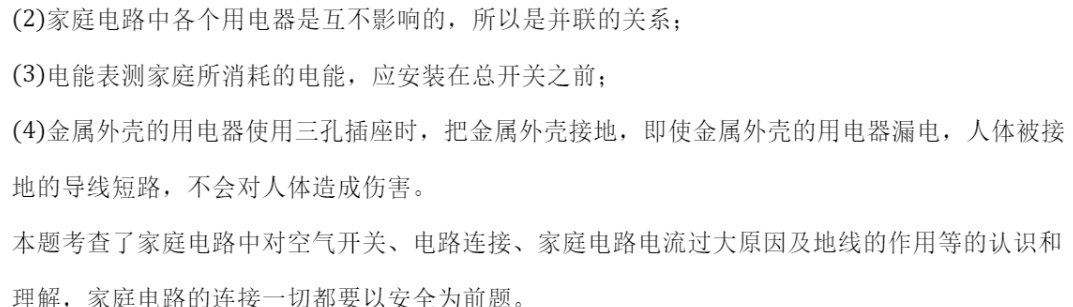 (2)家庭电路中各个用电器是互不影响的，所以是并联的关系；
(3)电能表测家庭所消耗的电能，应安装在总开关之前；
(4)金属外壳的用电器使用三孔插座时，把金属外壳接地，即使金属外壳的用电器漏电，人体被接
地的导线短路，不会对人体造成伤害。
本题考查了家庭电路中对空气开关、电路连接、家庭电路电流过大原因及地线的作用等的认识和
理解，家庭电路的连接一切都要以安全为前题。